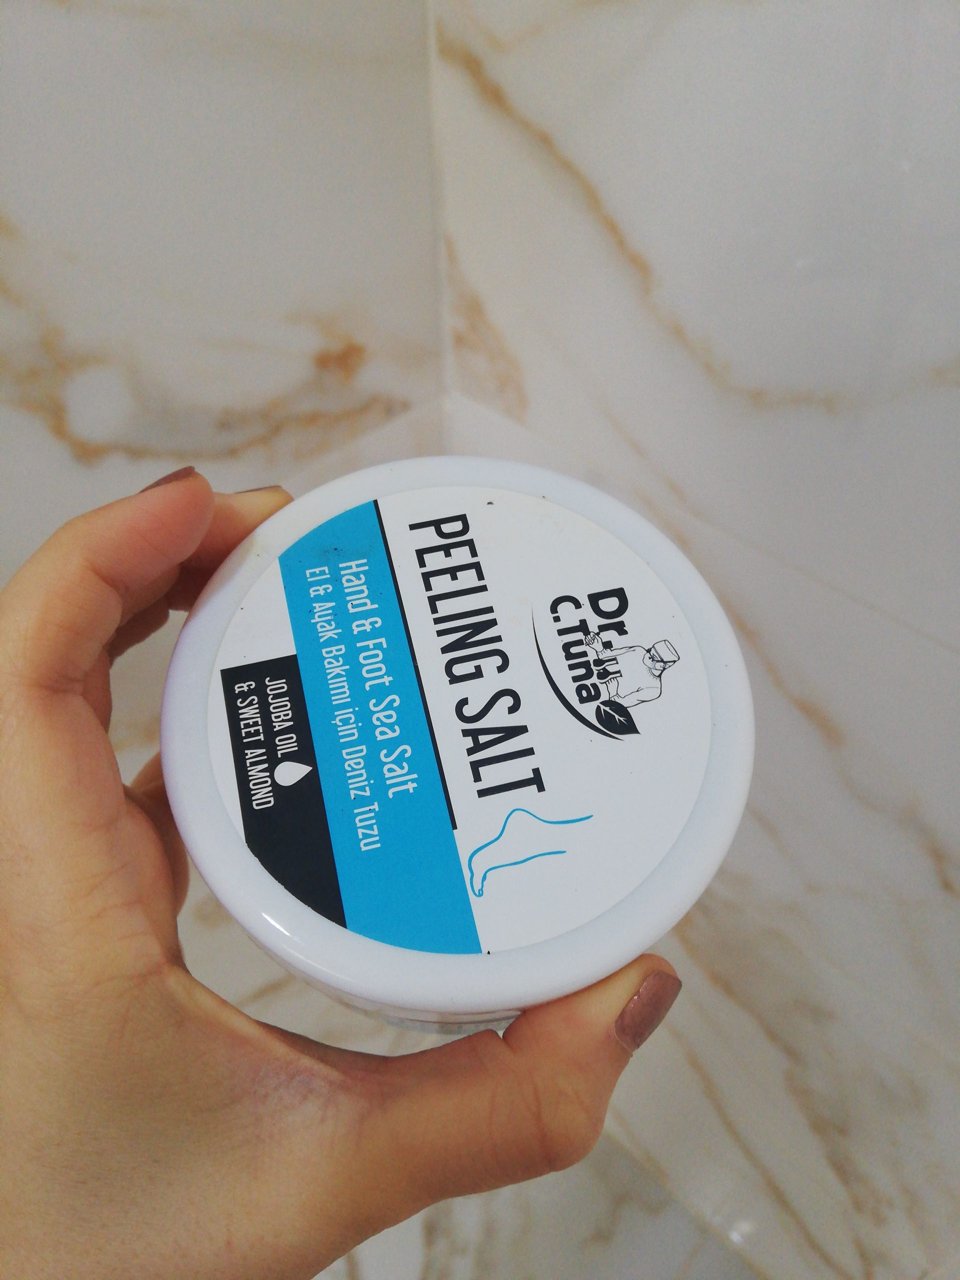 Dr.
C.Tuna
PEELING SALT
Hand & Foot Sea Salt
El & Ayak Bakımı için Deniz Tuzu
JOJOBA OIL
& SWEET ALMOND